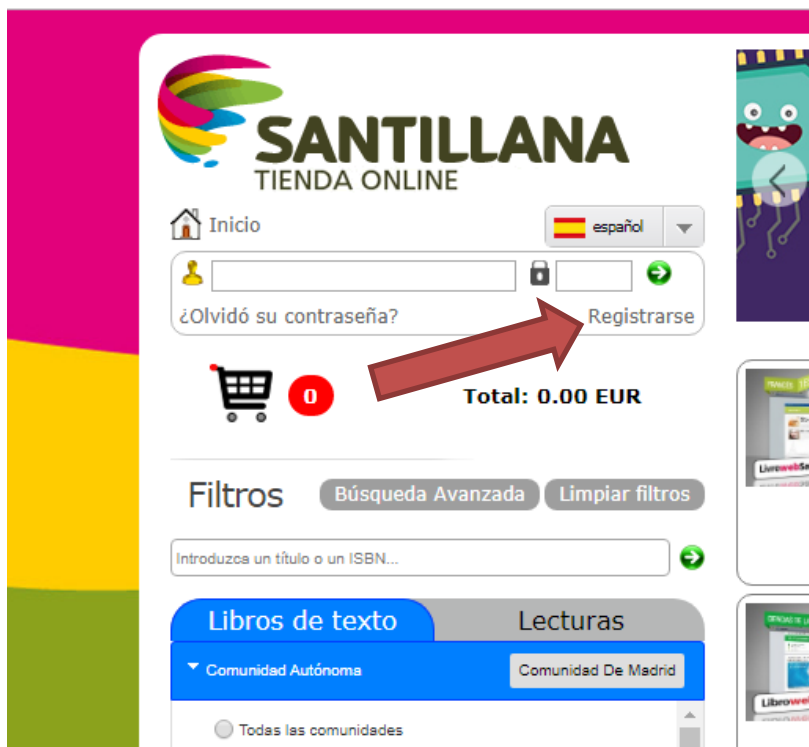 SANTILLANA
TIENDA ONLINE
Inicio
español
¿Olvidó su contraseña?
Registrarse
0
Total: 0.00 EUR
Filtros
Búsqueda Avanzada
Limpiar filtros
Introduzca un título o un ISBN...
Libros de texto
Lecturas
Comunidad Autónoma
Comunidad De Madrid
Todas las comunidades